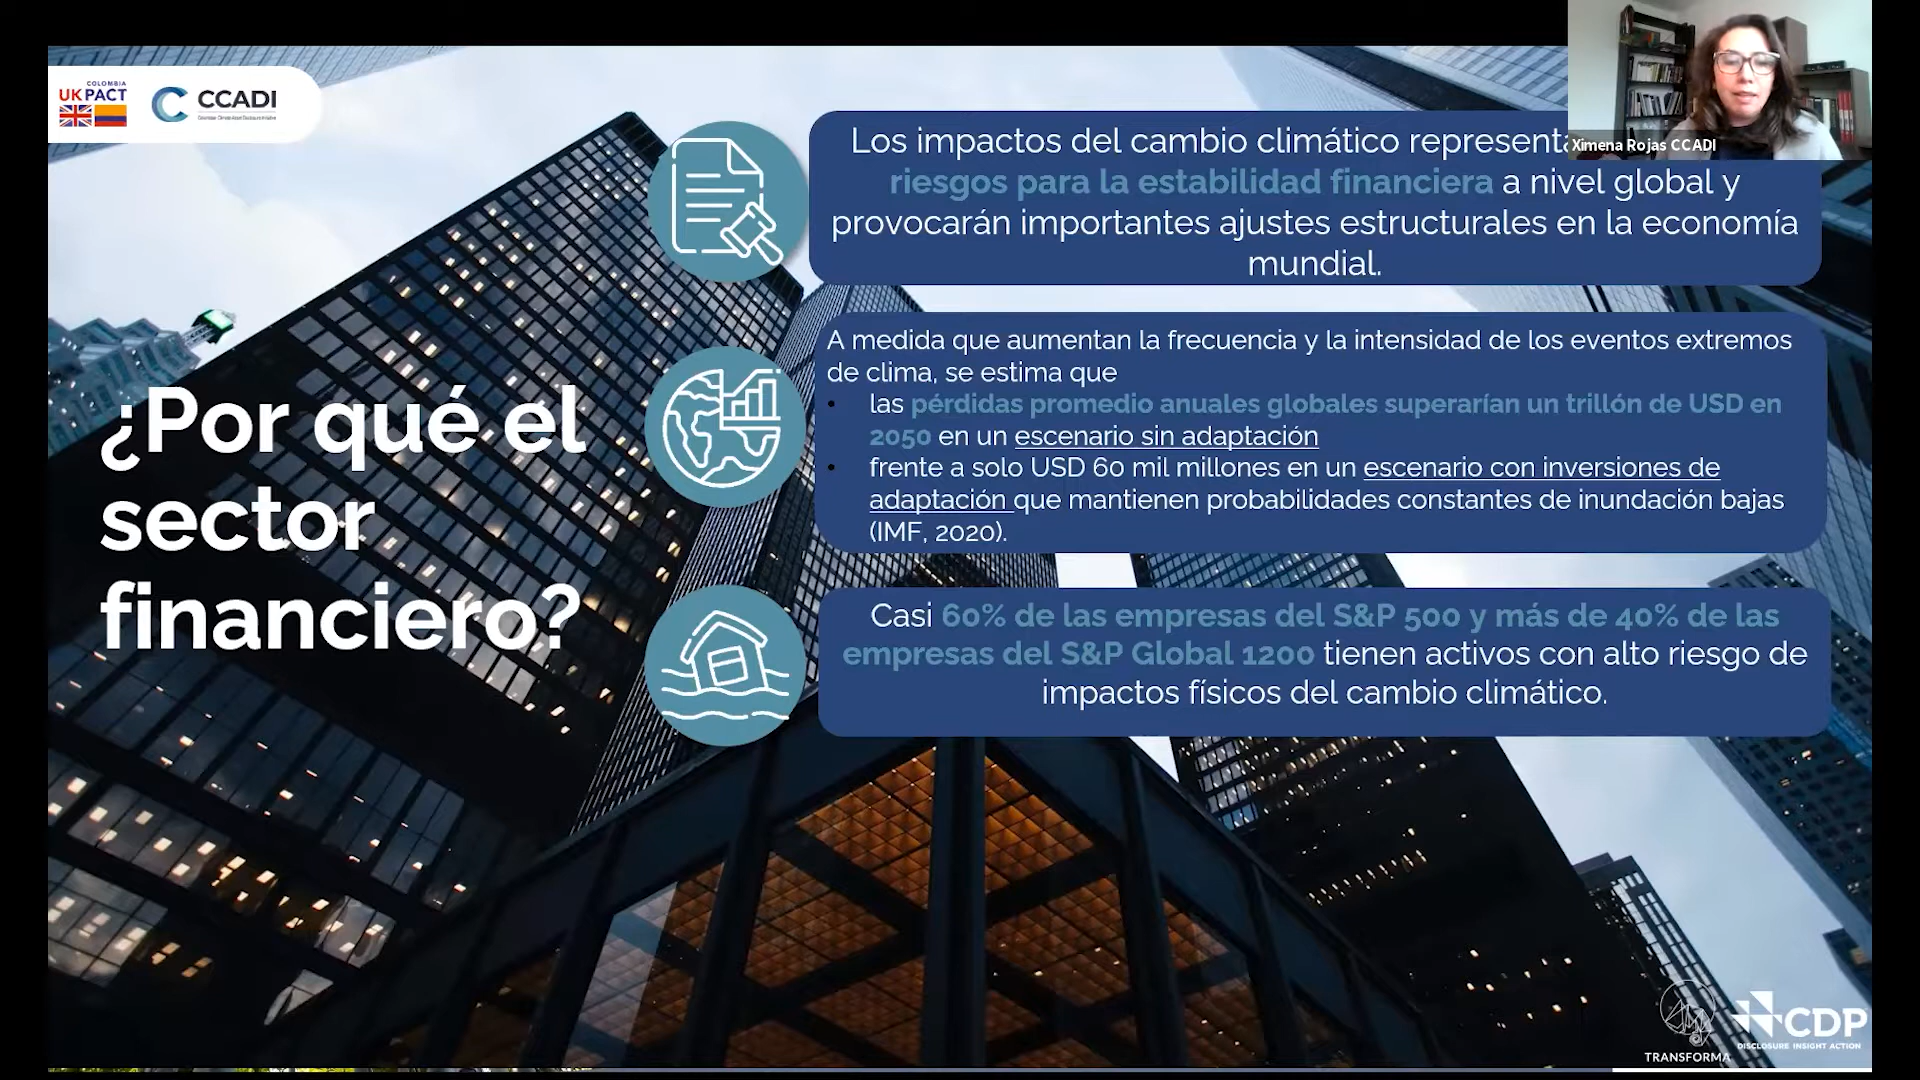 COLOMBIA
UK PACT
CCADI
Ximena Rojas CCADI
¿Por qué el
sector
financiero?
Los impactos del cambio climático
riesgos para la estabilidad financiera a nivel global y
provocarán importantes ajustes estructurales en la economía
mundial.
A medida que aumentan la frecuencia y la intensidad de los eventos extremos
de clima, se estima que
• las pérdidas promedio anuales globales superarían un trillón de USD en
2050 en un escenario sin adaptación
• frente a solo USD 60 mil millones en un escenario con inversiones de
adaptación que mantienen probabilidades constantes de inundación bajas
(IMF, 2020).
Casi 60% de las empresas del S&P 500 y más de 40% de las
empresas del S&P Global 1200 tienen activos con alto riesgo de
impactos físicos del cambio climático.
TRANSFORMA
CDP
DISCLOSURE INSIGHT ACTION